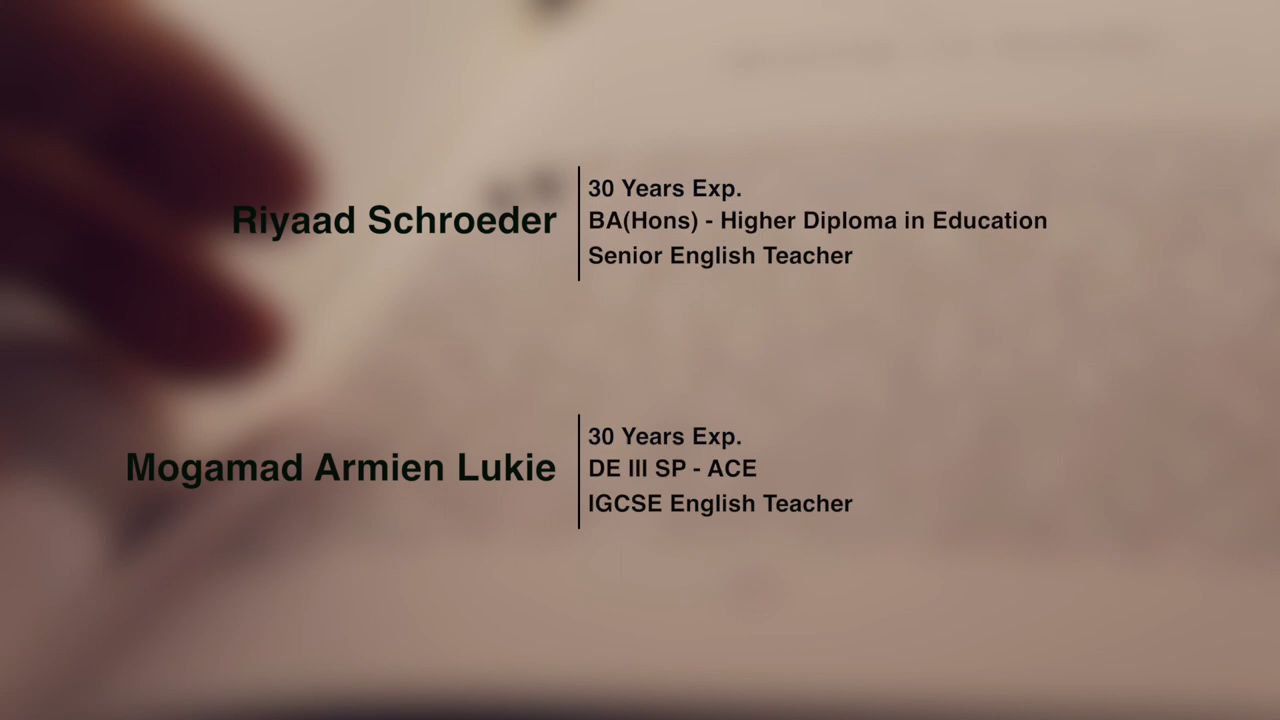 Riyaad Schroeder
30 Years Exp.
BA(Hons) - Higher Diploma in Education
Senior English Teacher
Mogamad Armien Lukie
30 Years Exp.
DE III SP - ACE
IGCSE English Teacher